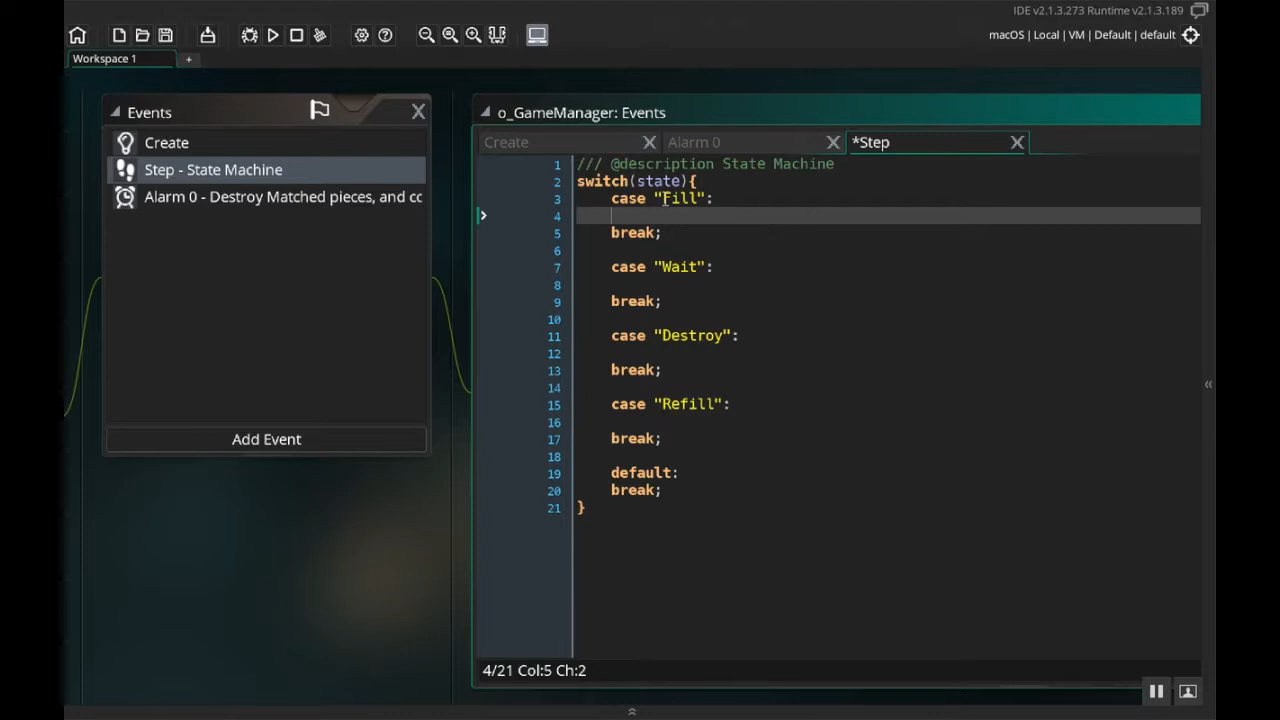 IDE v2.1.3.273 Runtime v2.1.3.189
macOS | Local | VM | Default | default
Workspace 1 +
Events
Create
Step - State Machine
Alarm 0 - Destroy Matched pieces, and cc
Add Event
o_GameManager: Events
Create Alarm 0 *Step
1 /// @description State Machine
2 switch(state){
3 case "Fill":
4
5 break;
6
7 case "Wait":
8
9 break;
10
11 case "Destroy":
12
13 break;
14
15 case "Refill":
16
17 break;
18
19 default:
20 break;
21 }
4/21 Col:5 Ch:2